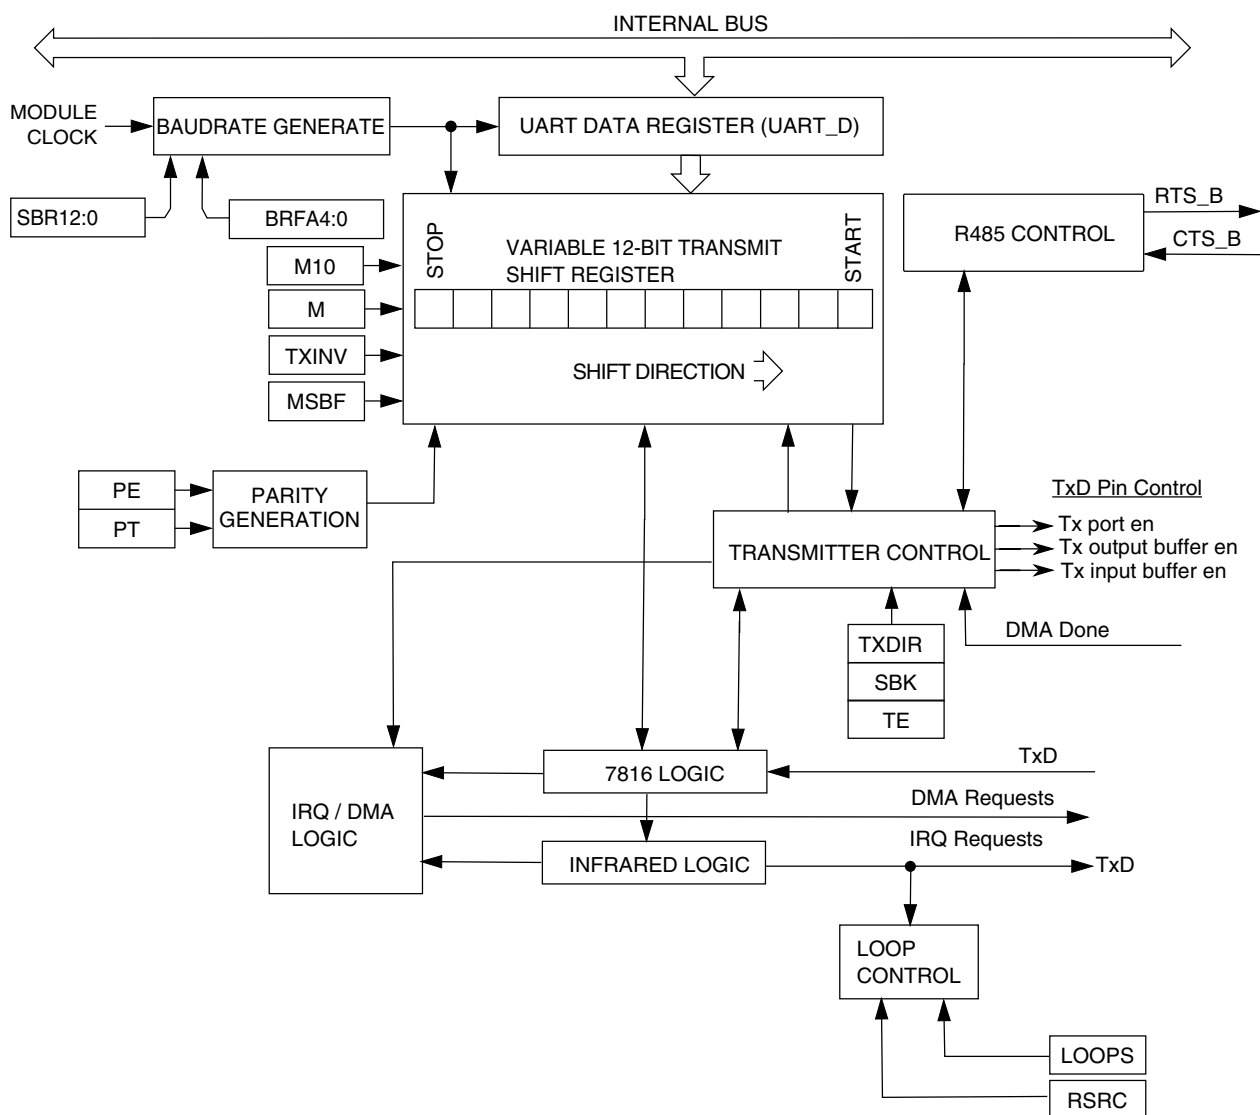 INTERNAL BUS
MODULE
CLOCK
BAUDRATE GENERATE
UART DATA REGISTER (UART_D)
SBR12:0
BRFA4:0
RTS_B
R485 CONTROL
CTS_B
STOP
VARIABLE 12-BIT TRANSMIT
SHIFT REGISTER
START
M10
M
TXINV
SHIFT DIRECTION
MSBF
PE
PT
PARITY
GENERATION
TxD Pin Control
Tx port en
TRANSMITTER CONTROL
Tx output buffer en
Tx input buffer en
DMA Done
TXDIR
SBK
TE
7816 LOGIC
TxD
IRQ / DMA
LOGIC
DMA Requests
IRQ Requests
INFRARED LOGIC
TxD
LOOP
CONTROL
LOOPS
RSRC